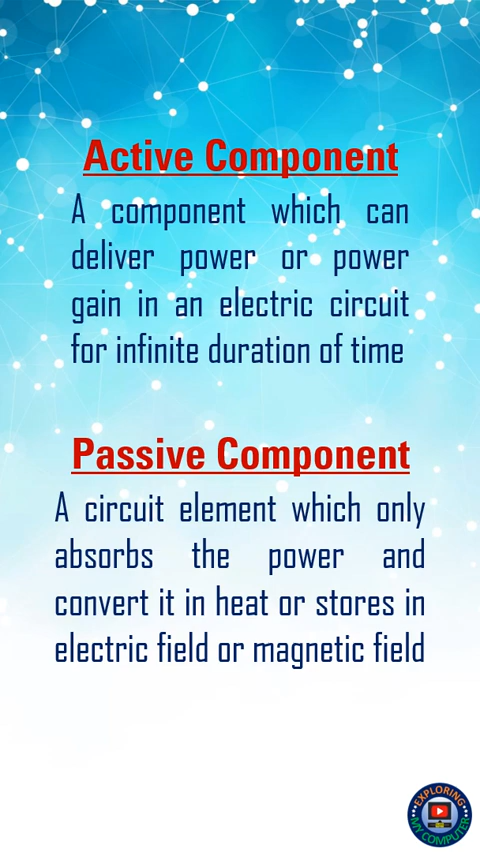 Active Component
A component which can
deliver power or power
gain in an electric circuit
for infinite duration of time
Passive Component
A circuit element which only
absorbs the power and
convert it in heat or stores in
electric field or magnetic field
EXPLORING
MY COMPUTER